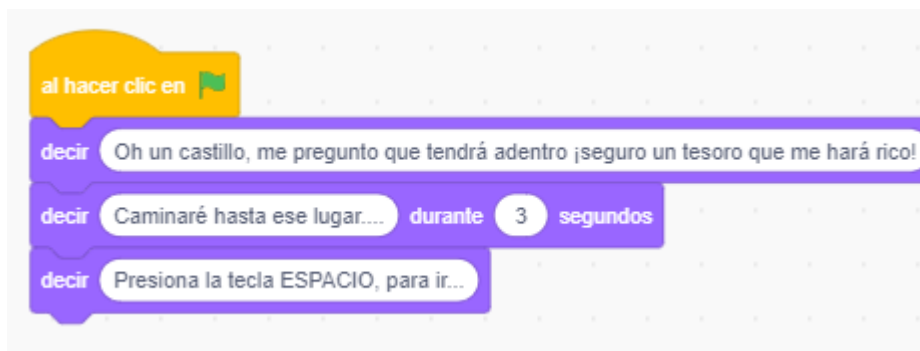 al hacer clic en
decir Oh un castillo, me pregunto que tendrá adentro ¡seguro un tesoro que me hará rico!
decir Caminaré hasta ese lugar.... durante 3 segundos
decir Presiona la tecla ESPACIO, para ir...